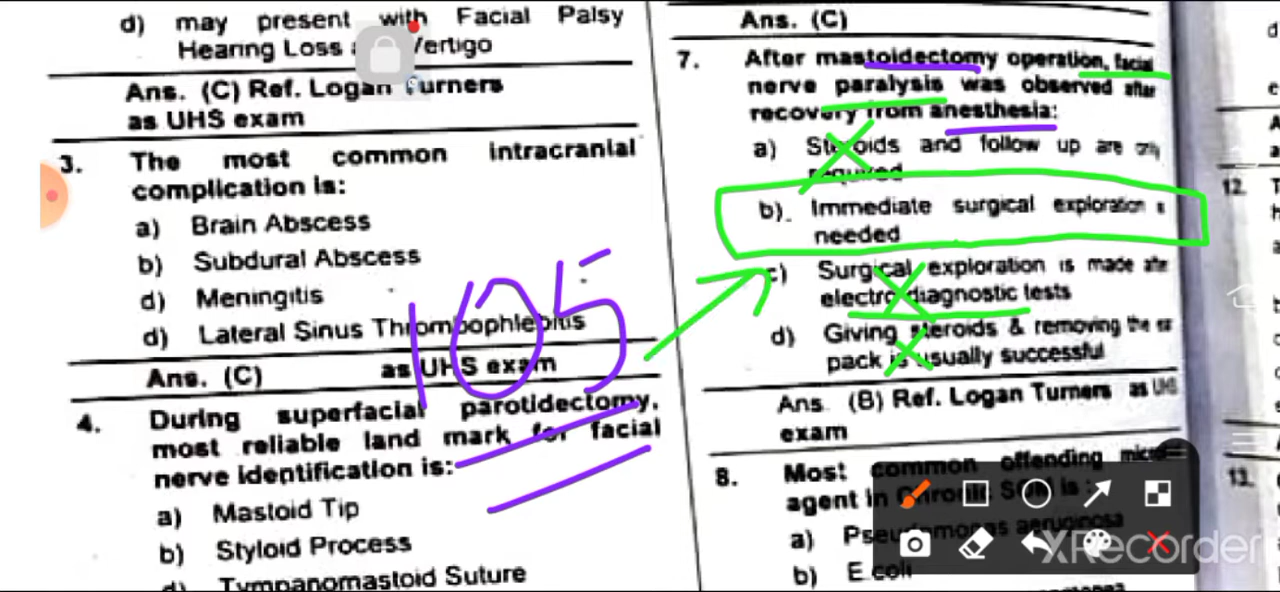 d) may present with Facial Palsy
Hearing Loss Vertigo
Ans. (C) Ref. Logan Turners
as UHS exam
3. The most common intracranial
complication is:
a) Brain Abscess
b) Subdural Abscess
d) Meningitis
d) Lateral Sinus Thrombophlebitis
Ans. (C) as UHS exam
105
4. During superfacial parotidectomy,
most reliable land mark for facial
nerve identification is:
a) Mastoid Tip
b) Styloid Process
d) Tympanomastoid Suture
Ans. (C)
7. After mastoidectomy operation, facial
nerve paralysis was observed after
recovery from anesthesia:
a) Steroids and follow up are only
required
b). Immediate surgical exploration is
needed
c) Surgical exploration is made after
electrodiagnostic tests
d) Giving steroids & removing the ear
pack is usually successful
Ans. (B) Ref. Logan Turners as UHS
exam
8. Most common offending micro
agent in Chronic SOM is:
a) Pseudomonas aeruginosa
b) E.coli
12.
13.
XRecorder